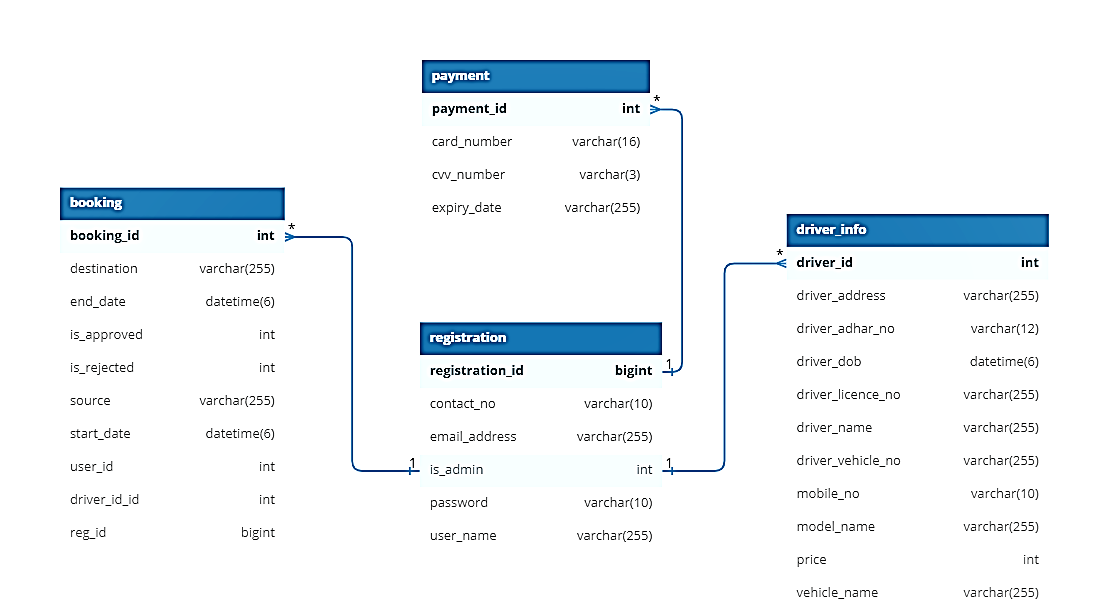 payment
payment_id int
card_number varchar(16)
cvv_number varchar(3)
expiry_date varchar(255)
*
booking
booking_id int
destination varchar(255)
end_date datetime(6)
is_approved int
is_rejected int
source varchar(255)
start_date datetime(6)
user_id int
driver_id_id int
reg_id bigint
*
registration
registration_id bigint
contact_no varchar(10)
email_address varchar(255)
is_admin int
password varchar(10)
user_name varchar(255)
1
1
1
driver_info
driver_id int
driver_address varchar(255)
driver_adhar_no varchar(12)
driver_dob datetime(6)
driver_licence_no varchar(255)
driver_name varchar(255)
driver_vehicle_no varchar(255)
mobile_no varchar(10)
model_name varchar(255)
price int
vehicle_name varchar(255)
*